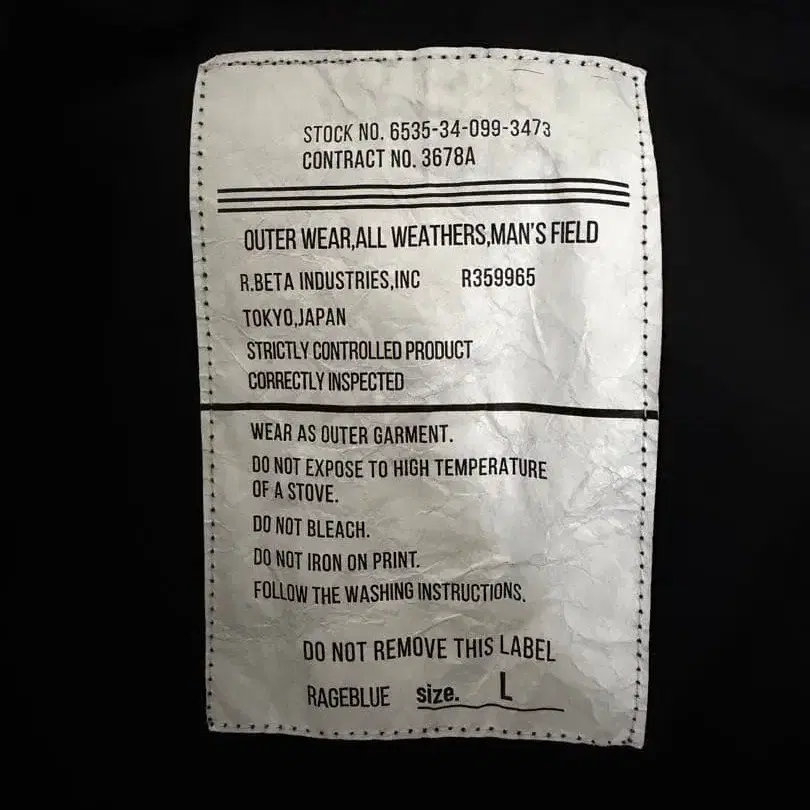 STOCK NO. 6535-34-099-3473
CONTRACT NO. 3678A
OUTER WEAR,ALL WEATHERS,MAN'S FIELD
R.BETA INDUSTRIES,INC R359965
TOKYO,JAPAN
STRICTLY CONTROLLED PRODUCT
CORRECTLY INSPECTED
WEAR AS OUTER GARMENT.
DO NOT EXPOSE TO HIGH TEMPERATURE
OF A STOVE.
DO NOT BLEACH.
DO NOT IRON ON PRINT.
FOLLOW THE WASHING INSTRUCTIONS.
DO NOT REMOVE THIS LABEL
RAGEBLUE size. L